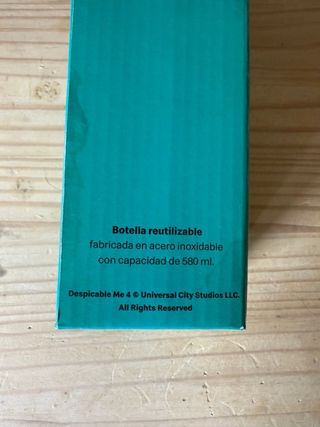 Botella reutilizable
fabricada en acero inoxidable
con capacidad de 580 ml.
Despicable Me 4 © Universal City Studios LLC.
All Rights Reserved